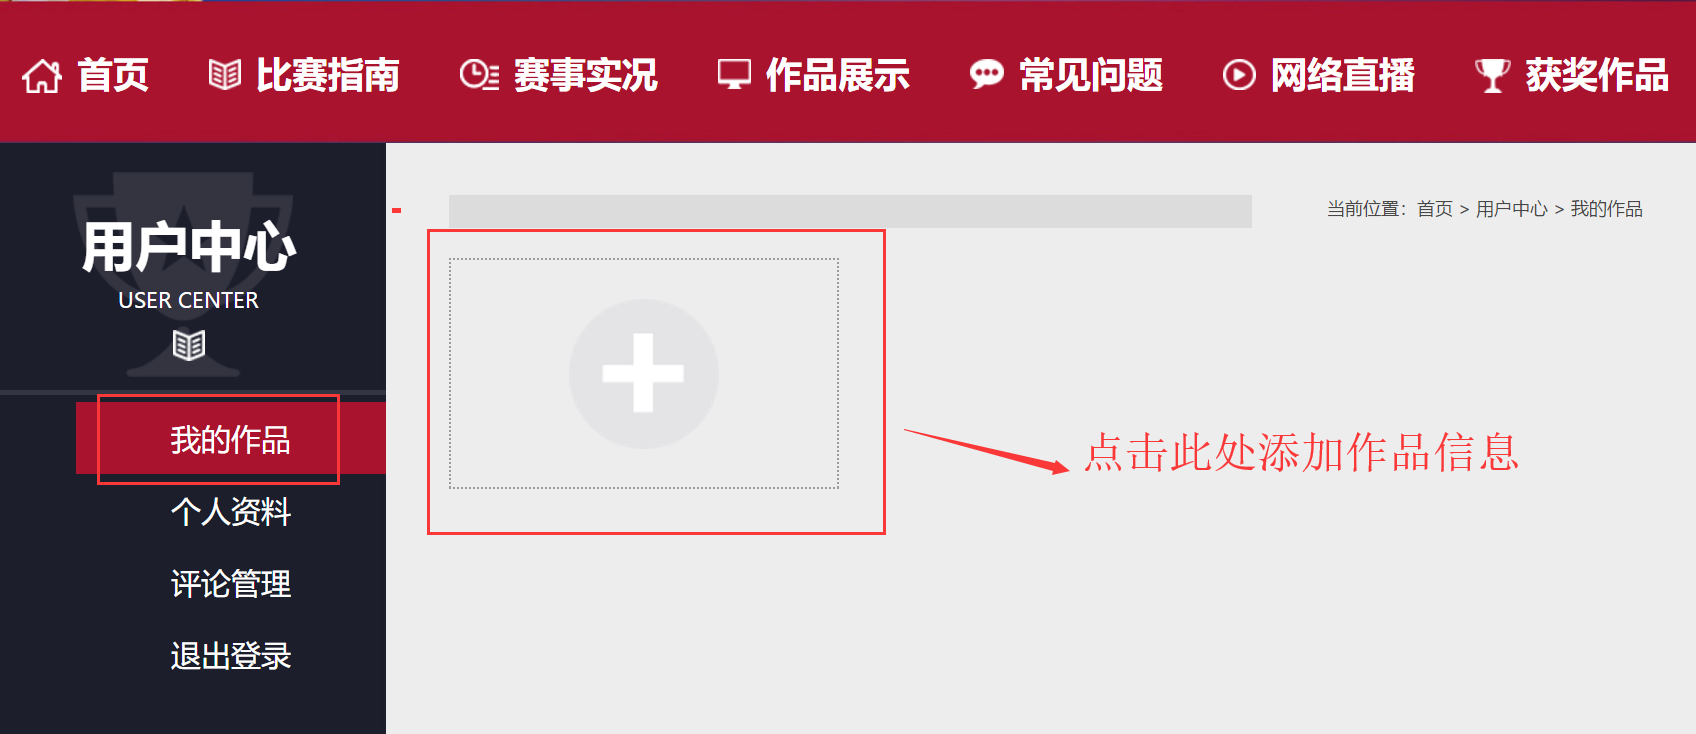 首页 比赛指南 赛事实况 作品展示 常见问题 网络直播 获奖作品
当前位置：首页 > 用户中心 > 我的作品
用户中心
USER CENTER
我的作品
点击此处添加作品信息
个人资料
评论管理
退出登录